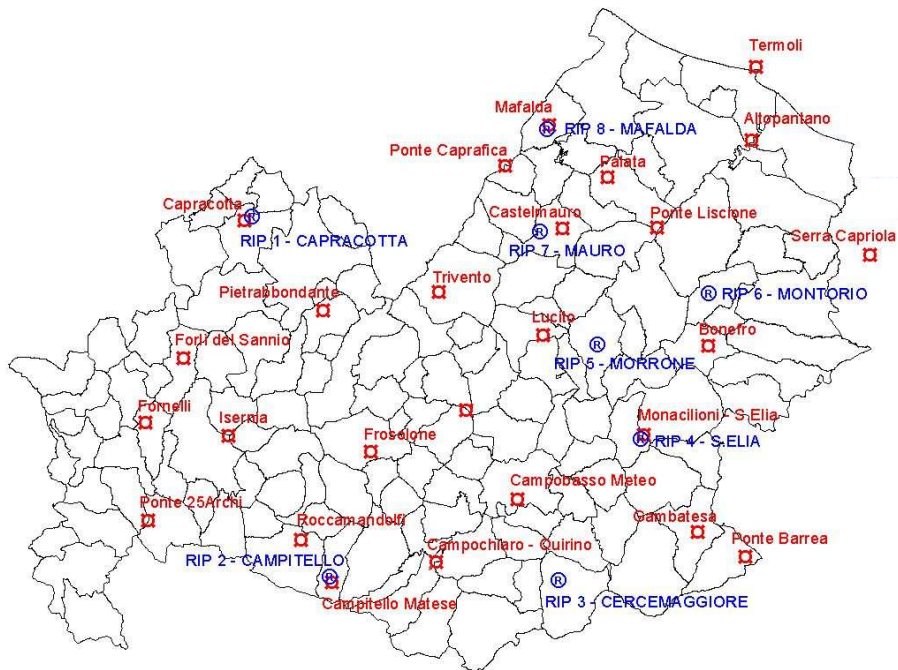 Termoli
Mafalda
® RIP 8 - MAFALDA
Altopantano
Ponte Caprafica
Palata
Capracotta
®
RIP 1 - CAPRACOTTA
Castelmauro
®
RIP 7 - MAURO
Ponte Liscione
Serra Capriola
Trivento
Pietrabbondante
® RIP 6 - MONTORIO
Lucito
Bonefro
®
RIP 5 - MORRONE
Forlì del Sannio
Fornelli
Isernia
Frosolone
Monacilioni - S.Elia
® RIP 4 - S.ELIA
Campobasso Meteo
Ponte 25Archi
Roccamandolfi
Gambatesa
Ponte Barrea
Campochiaro - Quirino
RIP 2 - CAMPITELLO
®
Campitello Matese
®
RIP 3 - CERCEMAGGIORE